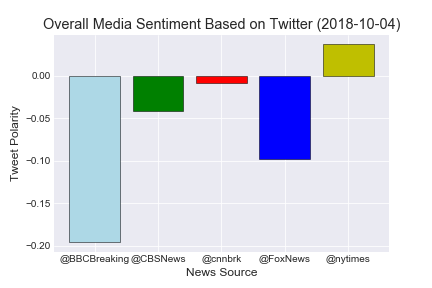 Overall Media Sentiment Based on Twitter (2018-10-04)
Tweet Polarity
0.00
−0.05
−0.10
−0.15
−0.20
@BBCBreaking @CBSNews @cnnbrk @FoxNews @nytimes
News Source